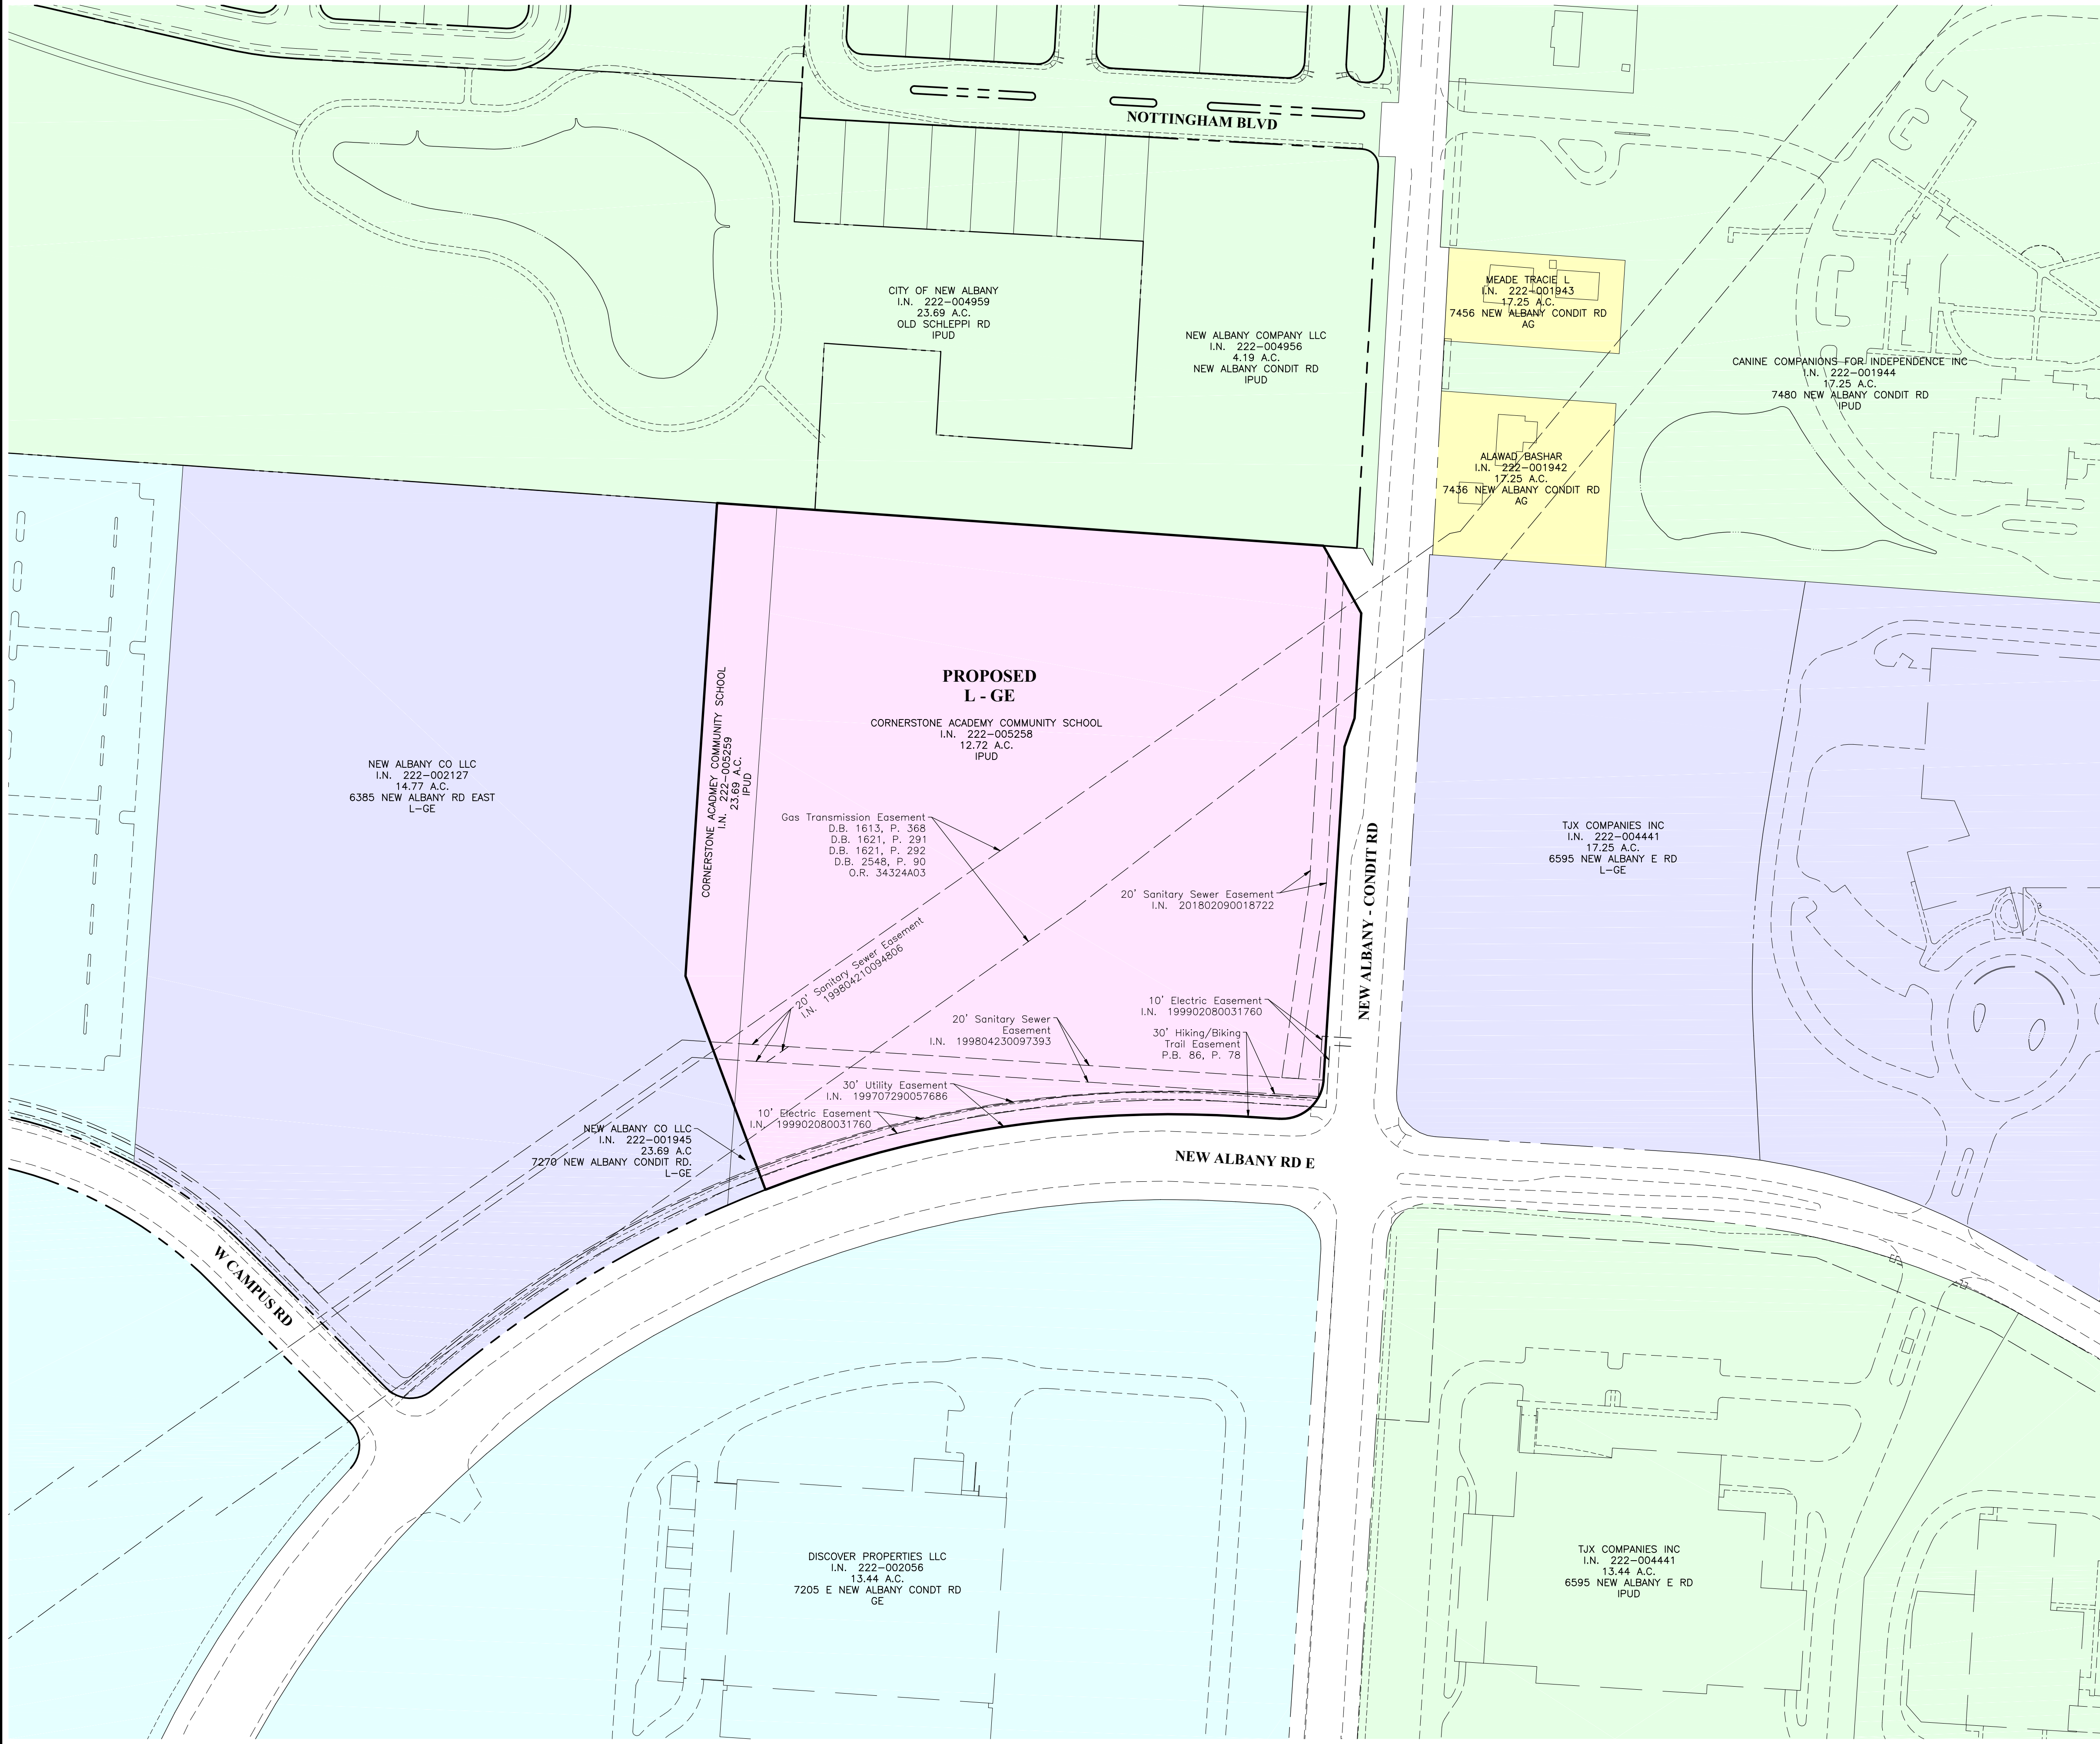 NOTTINGHAM BLVD
CITY OF NEW ALBANY
I.N. 222-004959
23.69 A.C.
OLD SCHLEPPI RD
IPUD
NEW ALBANY COMPANY LLC
I.N. 222-004956
4.19 A.C.
NEW ALBANY CONDIT RD
IPUD
MEADE TRACIE L
I.N. 222-001943
17.25 A.C.
7456 NEW ALBANY CONDIT RD
AG
CANINE COMPANIONS FOR INDEPENDENCE INC
I.N. 222-001944
17.25 A.C.
7480 NEW ALBANY CONDIT RD
IPUD
ALAWAD BASHAR
I.N. 222-001942
17.25 A.C.
7436 NEW ALBANY CONDIT RD
AG
PROPOSED
L - GE
CORNERSTONE ACADEMY COMMUNITY SCHOOL
I.N. 222-005258
12.72 A.C.
IPUD
CORNERSTONE ACADMEY COMMUNITY SCHOOL
I.N. 222-005259
23.69 A.C.
IPUD
NEW ALBANY CO LLC
I.N. 222-002127
14.77 A.C.
6385 NEW ALBANY RD EAST
L-GE
Gas Transmission Easement
D.B. 1613, P. 368
D.B. 1621, P. 291
D.B. 1621, P. 292
D.B. 2548, P. 90
O.R. 34324A03
20' Sanitary Sewer Easement
I.N. 201802090018722
NEW ALBANY - CONDIT RD
TJX COMPANIES INC
I.N. 222-004441
17.25 A.C.
6595 NEW ALBANY E RD
L-GE
3
20' Sanitary Sewer Easement
I.N. 199804210094806
20' Sanitary Sewer
Easement
I.N. 199804230097393
10' Electric Easement
I.N. 199902080031760
30' Hiking/Biking
Trail Easement
P.B. 86, P. 78
30' Utility Easement
I.N. 199707290057686
10' Electric Easement
I.N. 199902080031760
NEW ALBANY CO LLC
I.N. 222-001945
23.69 A.C
7270 NEW ALBANY CONDIT RD.
L-GE
NEW ALBANY RD E
W CAMPUS RD
DISCOVER PROPERTIES LLC
I.N. 222-002056
13.44 A.C.
7205 E NEW ALBANY CONDT RD
GE
TJX COMPANIES INC
I.N. 222-004441
13.44 A.C.
6595 NEW ALBANY E RD
IPUD